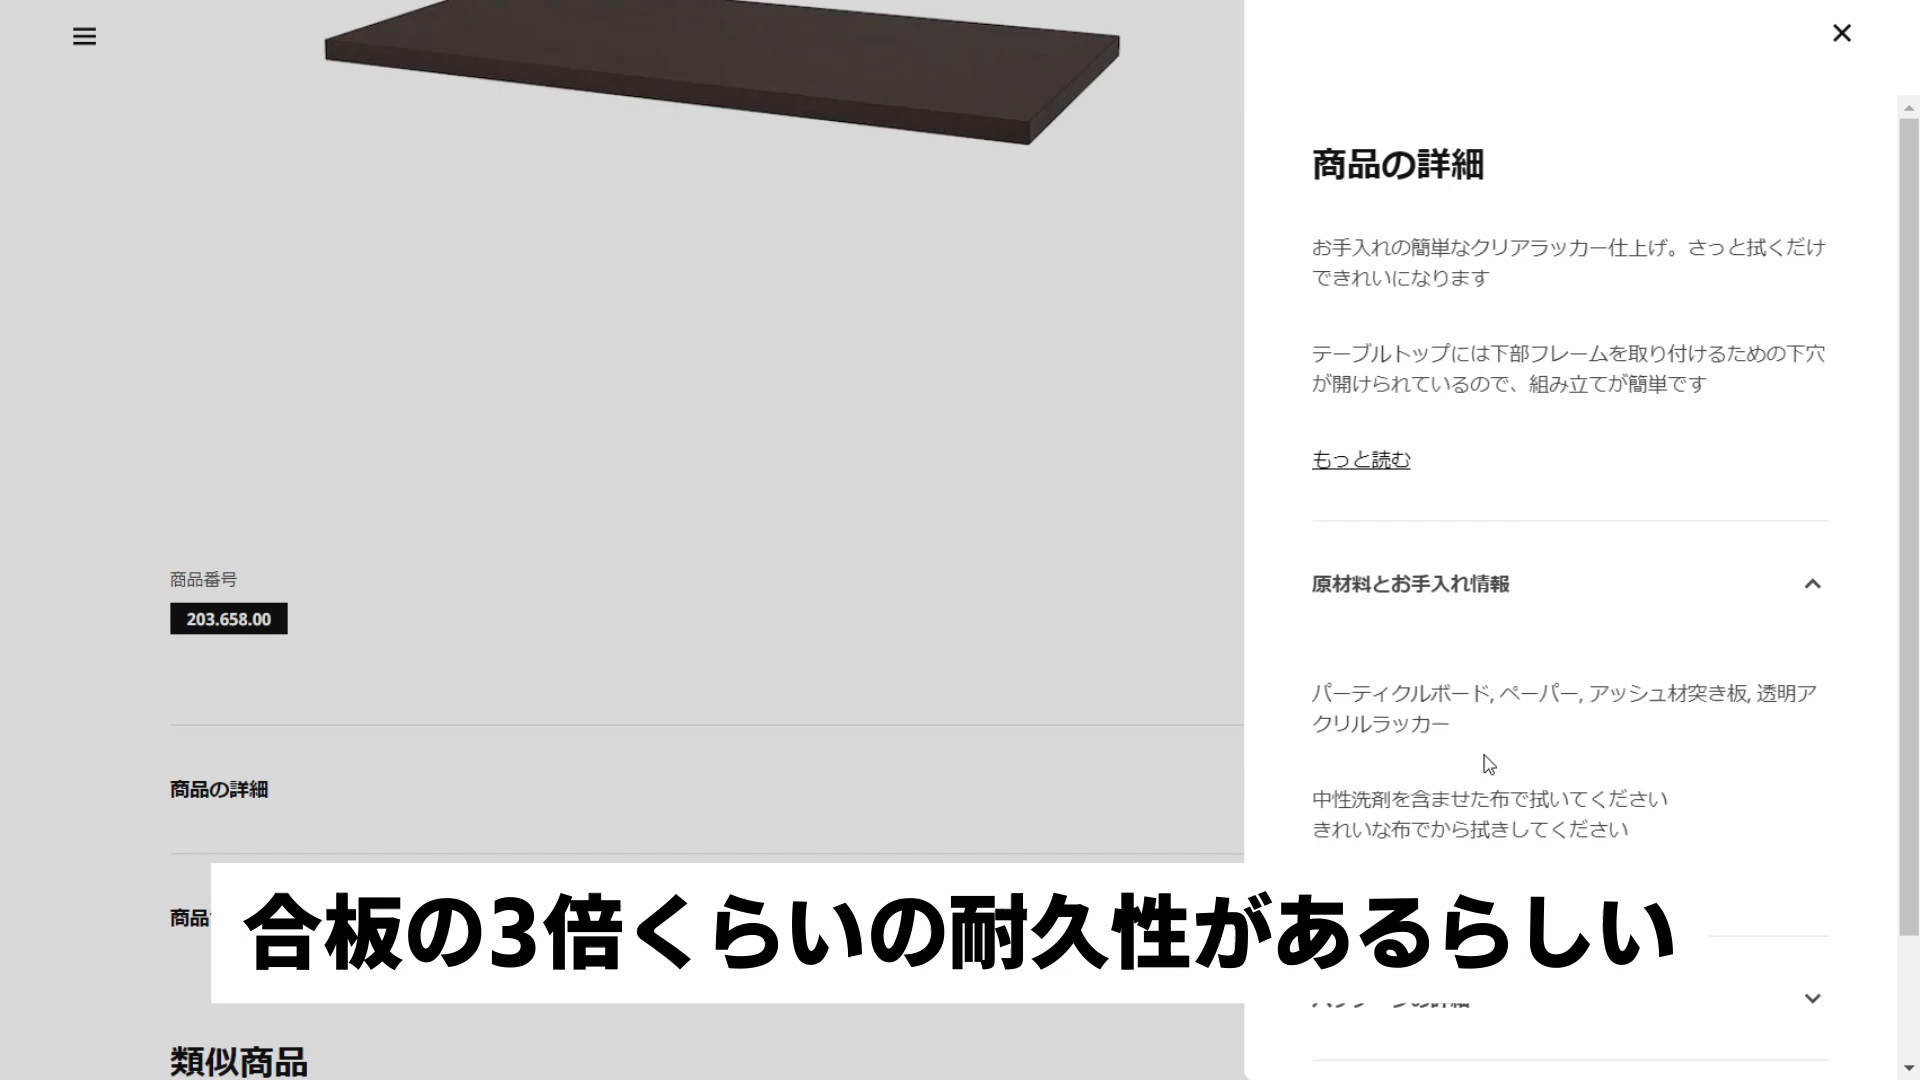 商品の詳細
お手入れの簡単なクリアラッカー仕上げ。さっと拭くだけ
できれいになります
テーブルトップには下部フレームを取り付けるための下穴
が開けられているので、組み立てが簡単です
もっと読む
原材料とお手入れ情報
パーティクルボード, ペーパー, アッシュ材突き板, 透明ア
クリルラッカー
中性洗剤を含ませた布で拭いてください
きれいな布でから拭きしてください
商品番号
203.658.00
商品の詳細
商品
合板の3倍くらいの耐久性があるらしい
類似商品